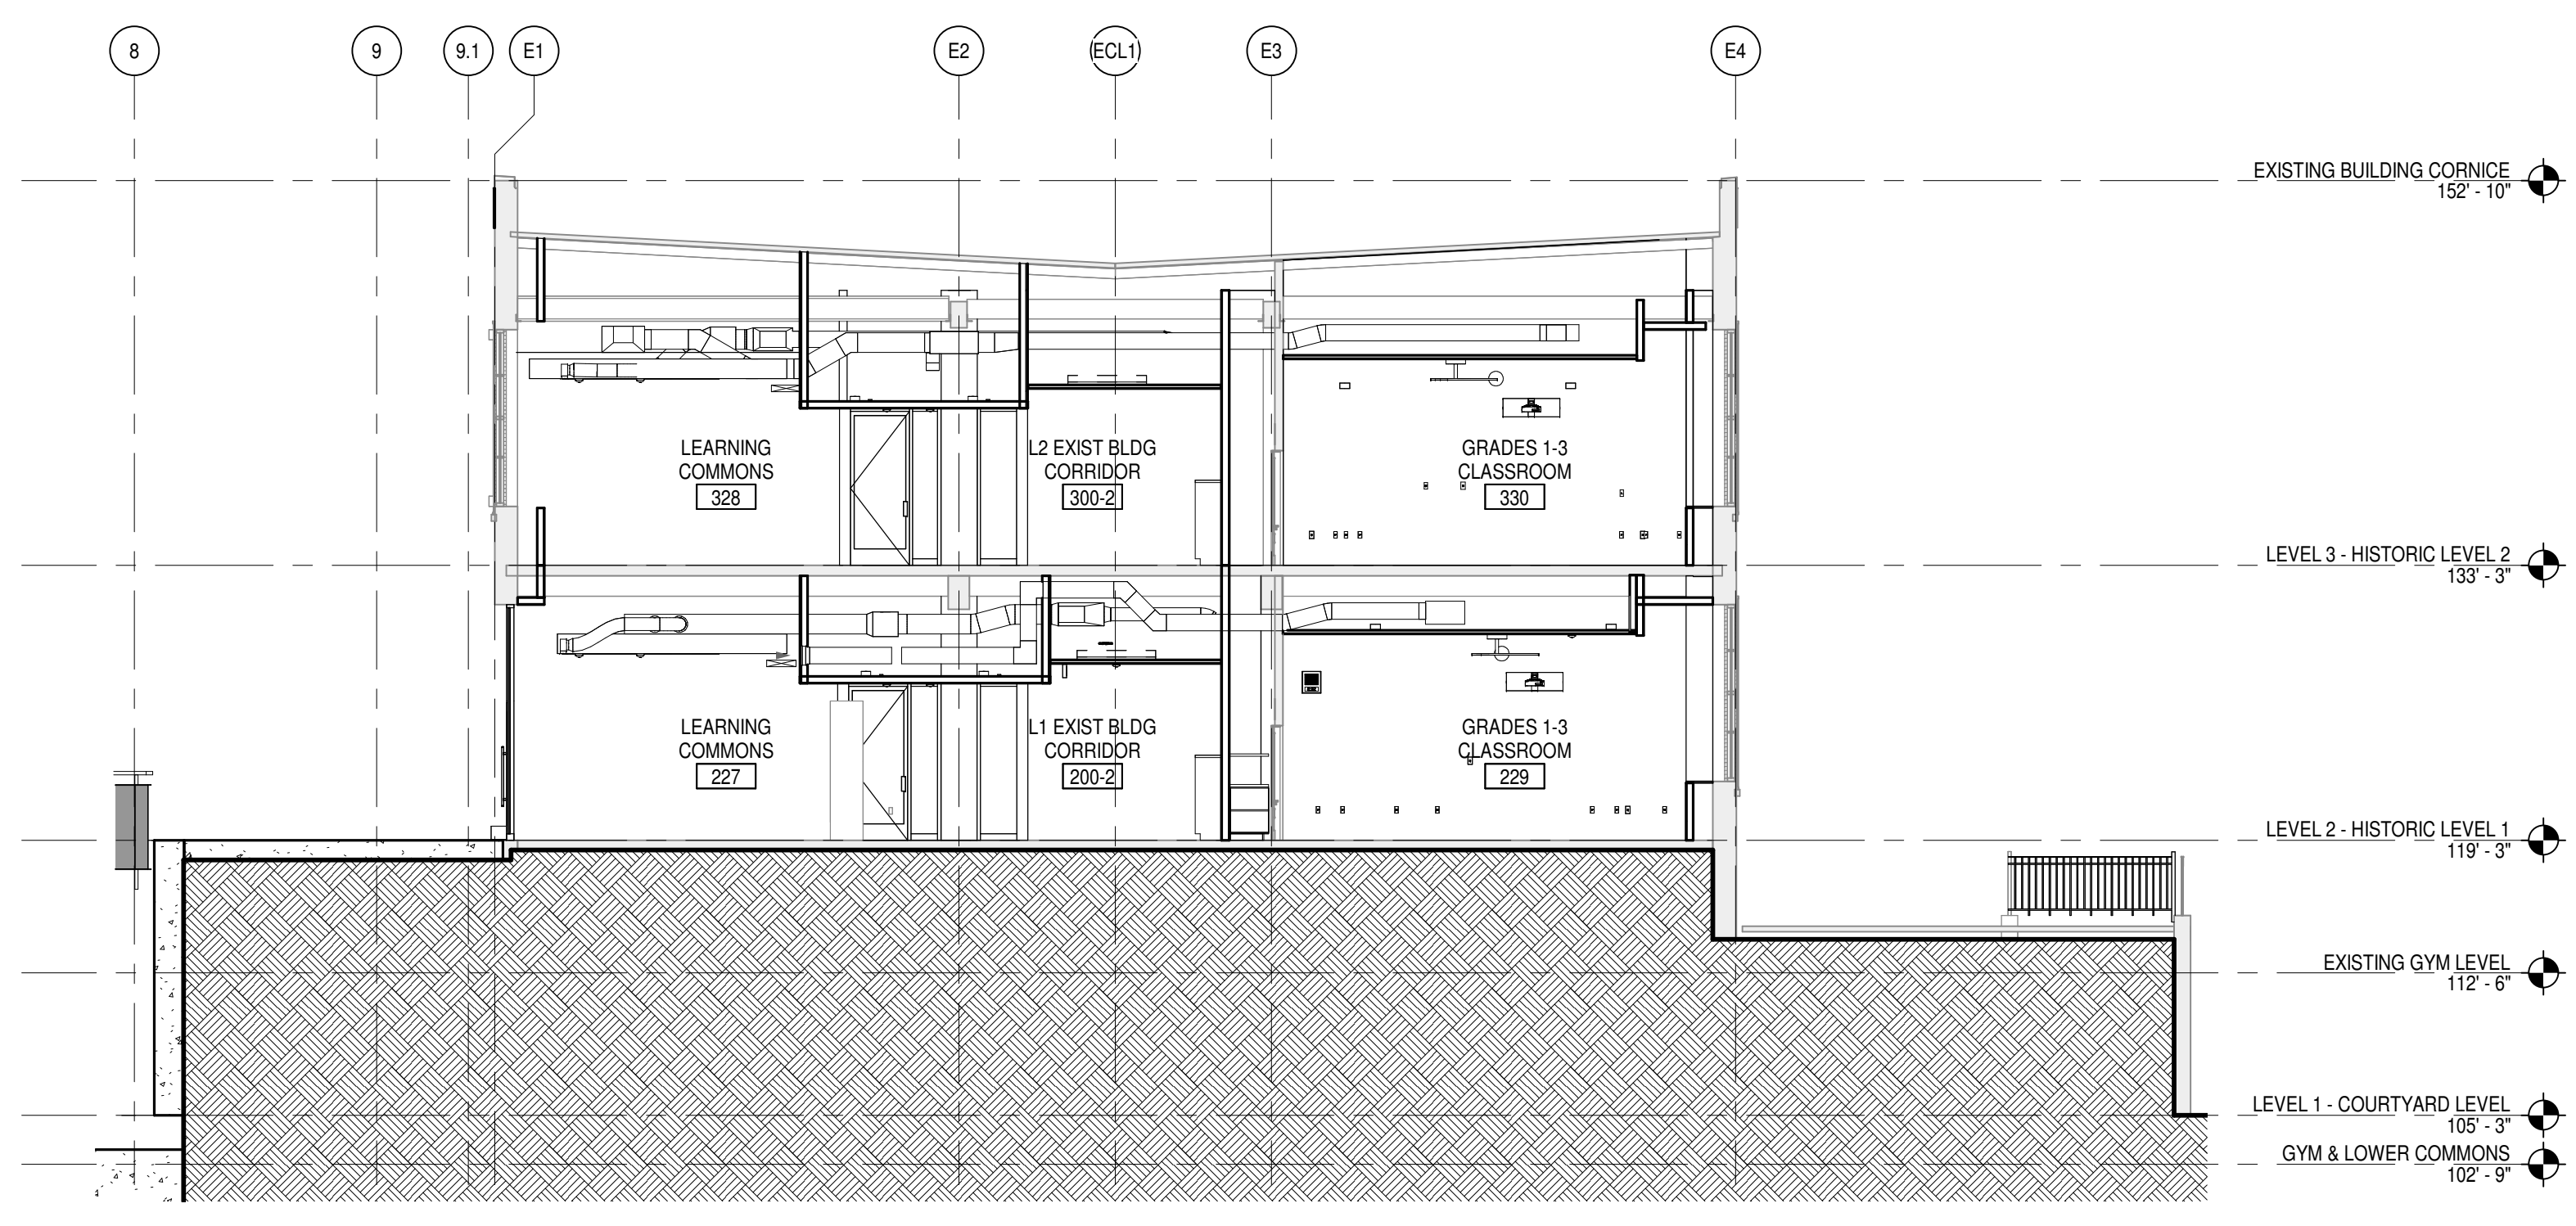 8
9
9.1
E1
E2
ECL1
E3
E4
EXISTING BUILDING CORNICE
152' - 10"
LEARNING
COMMONS
328
L2 EXIST BLDG
CORRIDOR
300-2
GRADES 1-3
CLASSROOM
330
LEVEL 3 - HISTORIC LEVEL 2
133' - 3"
LEARNING
COMMONS
227
L1 EXIST BLDG
CORRIDOR
200-2
GRADES 1-3
CLASSROOM
229
LEVEL 2 - HISTORIC LEVEL 1
119' - 3"
EXISTING GYM LEVEL
112' - 6"
LEVEL 1 - COURTYARD LEVEL
105' - 3"
GYM & LOWER COMMONS
102' - 9"